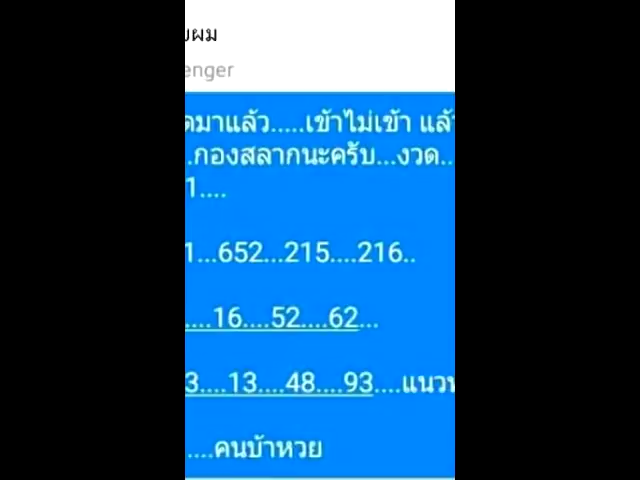 ผม
enger
มาแล้ว.....เข้าไม่เข้า แล้
.กองสลากนะครับ...งวด..
1....
1...652...215....216..
....16....52....62...
3....13....48....93....แนว
....คนบ้าหวย